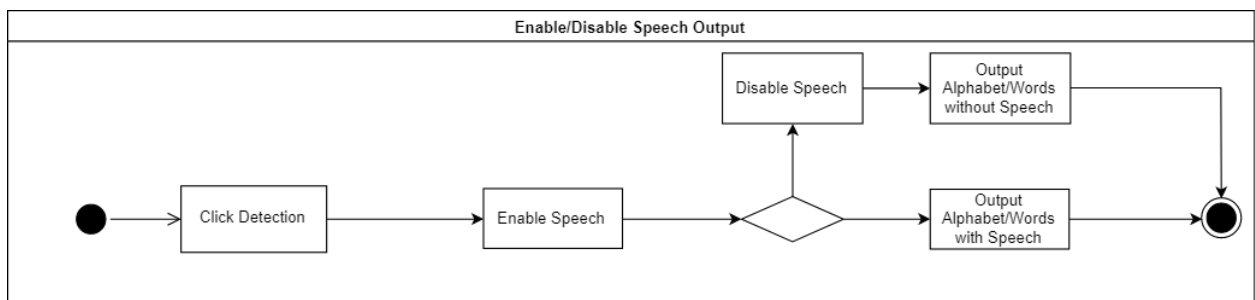 Enable/Disable Speech Output
Disable Speech
Output
Alphabet/Words
without Speech
Click Detection
Enable Speech
Output
Alphabet/Words
with Speech